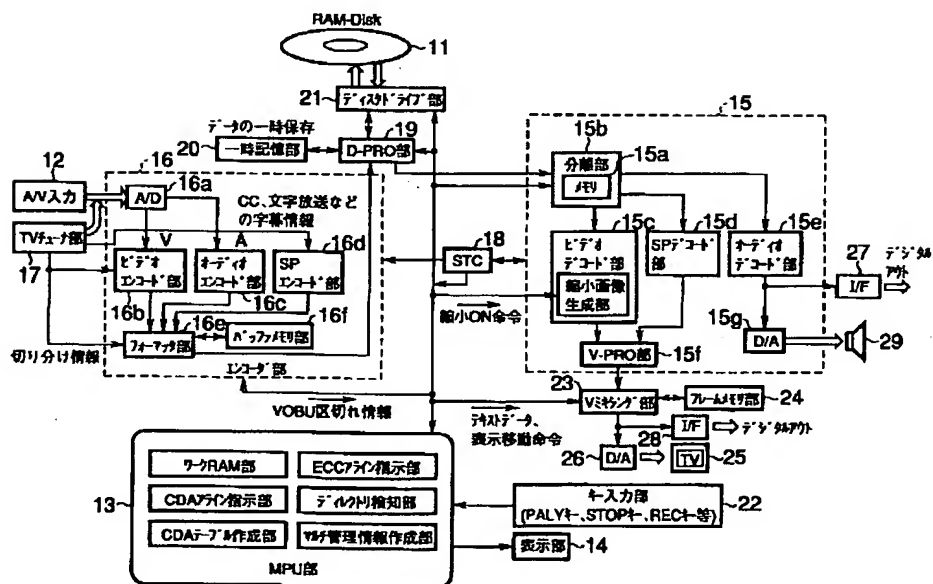 RAM-Disk
11
21
ディスクドライブ部
データの一時保存
19
20
一時記憶部
D-PRO部
12
A/V入力
16
16a
A/D
CC、文字放送など
の字幕情報
TVチューナ部
17
V
A
16d
ビデオ
エンコード部
オーディオ
エンコード部
SP
エンコード部
16b
16c
16e
16f
フォーマッタ部
バッファメモリ部
切り分け情報
エンコーダ部
VOBU区切れ情報
18
STC
縮小ON命令
15
15b
分離部
15a
メモリ
15c
15d
15e
ビデオ
デコード部
縮小画像
生成部
SPデコード
部
オーディオ
デコード部
27
I/F
デジタル
アウト
15g
D/A
29
V-PRO部
15f
23
Vミキシング部
フレームメモリ部
24
テキストデータ、
表示移動命令
28
I/F
デジタルアウト
26
D/A
TV
25
13
ワークRAM部
ECCアライン指示部
CDAアライン指示部
ディレクトリ検知部
CDAテーブル作成部
マルチ管理情報作成部
MPU部
キー入力部
(PALYキー、STOPキー、RECキー等)
22
表示部
14